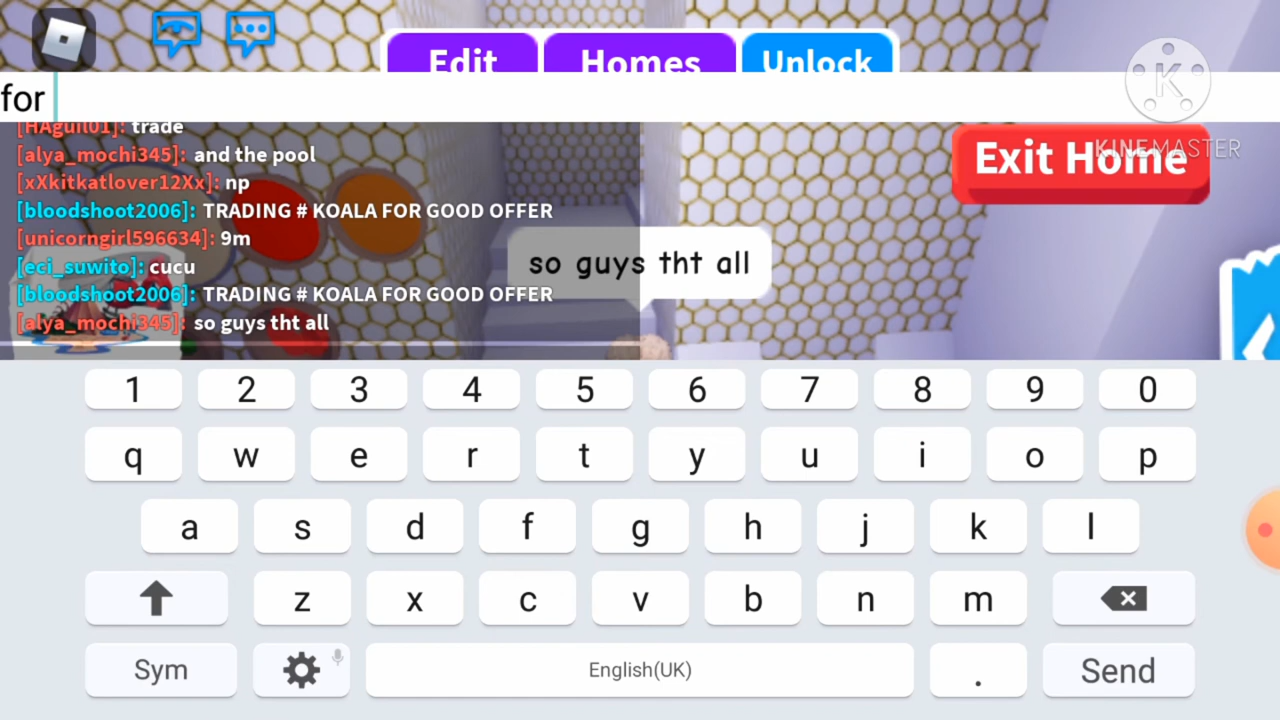 Edit Homes Unlock
for
KINEMASTER
[HAguil01]: trade
Exit Home
[alya_mochi345]: and the pool
[xXkitkatlover12Xx]: np
[bloodshoot2006]: TRADING # KOALA FOR GOOD OFFER
[unicorngirl596634]: 9m
so guys tht all
[eci_suwito]: cucu
[bloodshoot2006]: TRADING # KOALA FOR GOOD OFFER
[alya_mochi345]: so guys tht all
1 2 3 4 5 6 7 8 9 0
q w e r t y u i o p
a s d f g h j k l
z x c v b n m
Sym English(UK) . Send